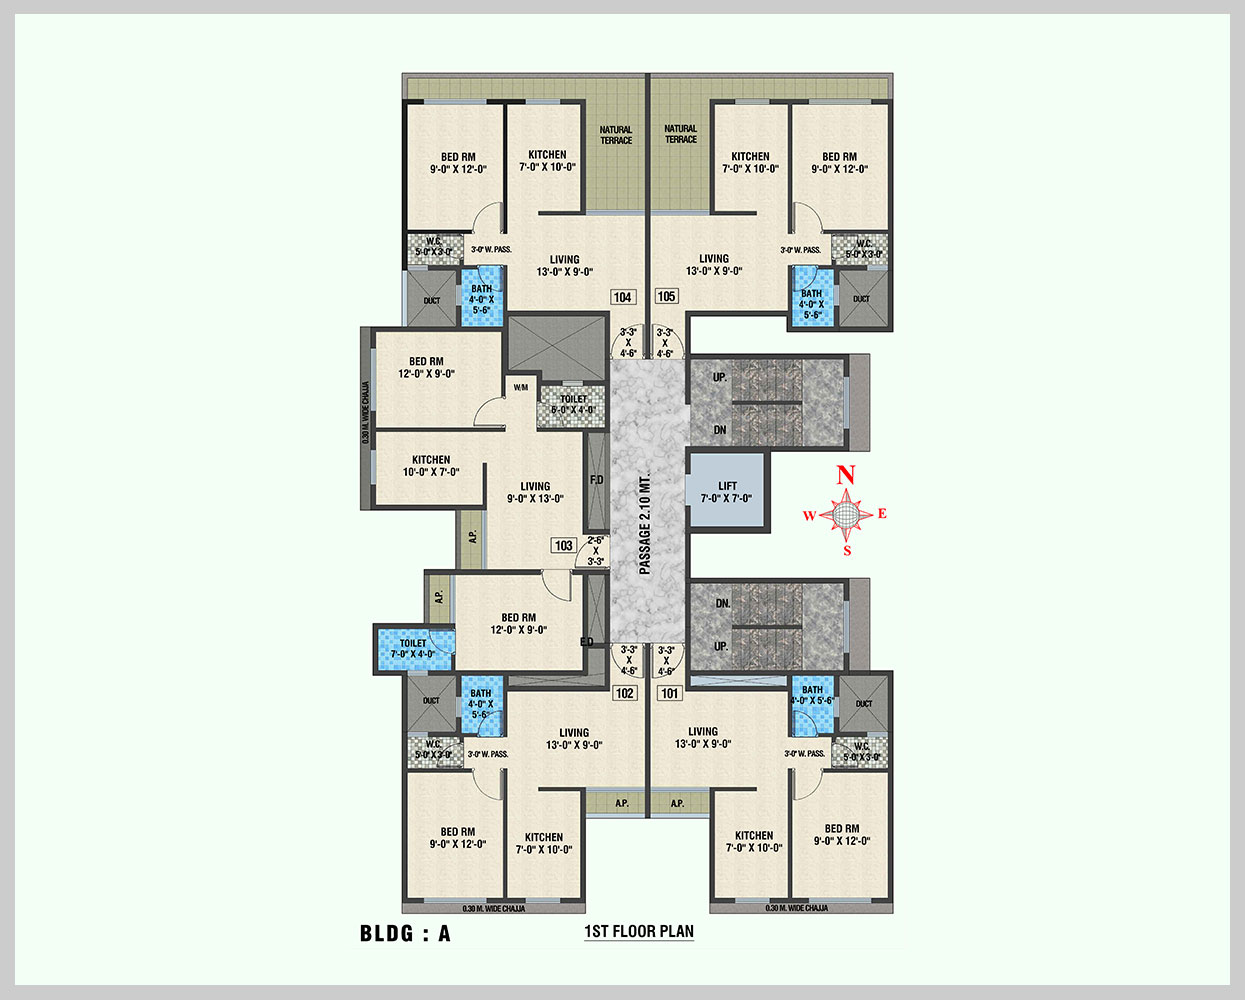 NATURAL
TERRACE
NATURAL
TERRACE
BED RM
9'-0" X 12'-0"
KITCHEN
7'-0" X 10'-0"
KITCHEN
7'-0" X 10'-0"
BED RM
9'-0" X 12'-0"
W.C.
5'-0" X 3'-0"
3'-0" W. PASS.
LIVING
13'-0" X 9'-0"
LIVING
13'-0" X 9'-0"
3'-0" W. PASS.
W.C.
5'-0" X 3'-0"
DUCT
BATH
4'-0" X
5'-6"
104
105
BATH
4'-0" X
5'-6"
DUCT
3'-3"
X
4'-6"
3'-3"
X
4'-6"
BED RM
12'-0" X 9'-0"
0.30 M. WIDE CHAJJA
W/M
TOILET
6'-0" X 4'-0"
UP.
DN
KITCHEN
10'-0" X 7'-0"
LIVING
9'-0" X 13'-0"
F.D
PASSAGE 2.10 MT.
LIFT
7'-0" X 7'-0"
N
W
E
S
A.P.
103
2'-6"
X
3'-3"
A.P.
BED RM
12'-0" X 9'-0"
E.D
DN.
UP.
TOILET
7'-0" X 4'-0"
3'-3"
X
4'-6"
3'-3"
X
4'-6"
102
101
DUCT
BATH
4'-0" X
5'-6"
BATH
4'-0" X 5'-6"
DUCT
W.C.
5'-0" X 3'-0"
3'-0" W. PASS.
LIVING
13'-0" X 9'-0"
LIVING
13'-0" X 9'-0"
3'-0" W. PASS.
W.C.
5'-0" X 3'-0"
A.P.
A.P.
BED RM
9'-0" X 12'-0"
KITCHEN
7'-0" X 10'-0"
KITCHEN
7'-0" X 10'-0"
BED RM
9'-0" X 12'-0"
0.30 M. WIDE CHAJJA
0.30 M. WIDE CHAJJA
BLDG : A
1ST FLOOR PLAN